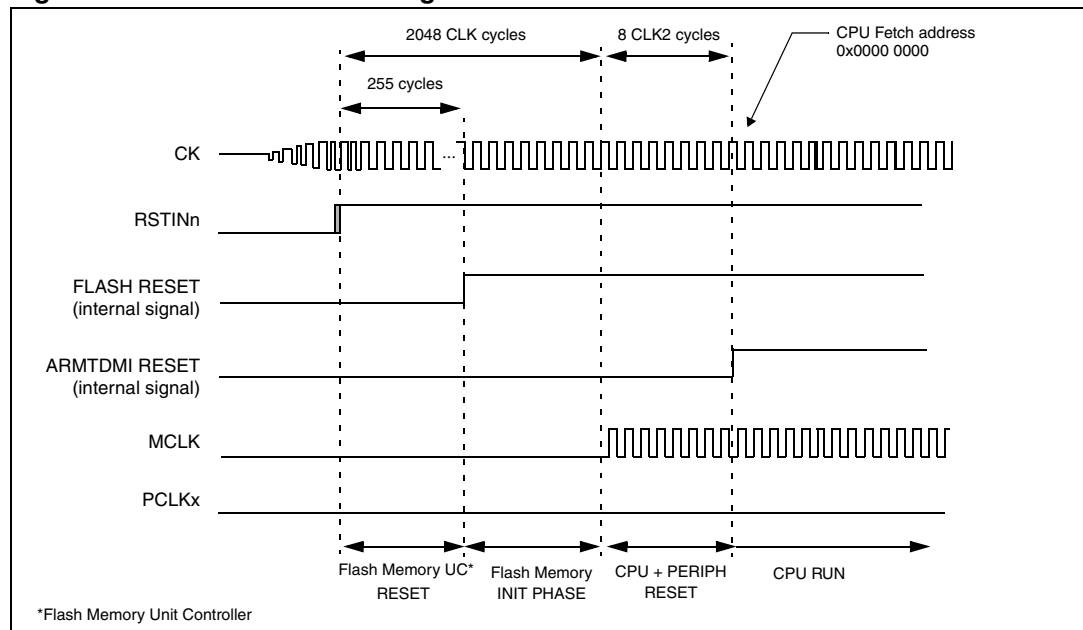 2048 CLK cycles
8 CLK2 cycles
CPU Fetch address
0x0000 0000
255 cycles
CK
...
RSTINn
FLASH RESET
(internal signal)
ARMTDMI RESET
(internal signal)
MCLK
PCLKx
Flash Memory UC*
RESET
Flash Memory
INIT PHASE
CPU + PERIPH
RESET
CPU RUN
*Flash Memory Unit Controller